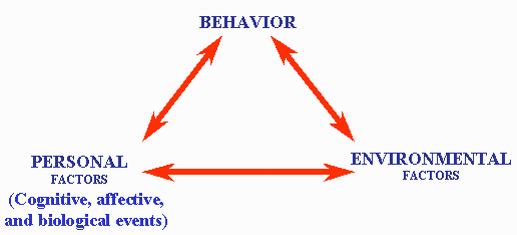 BEHAVIOR
PERSONAL
FACTORS
(Cognitive, affective,
and biological events)
ENVIRONMENTAL
FACTORS